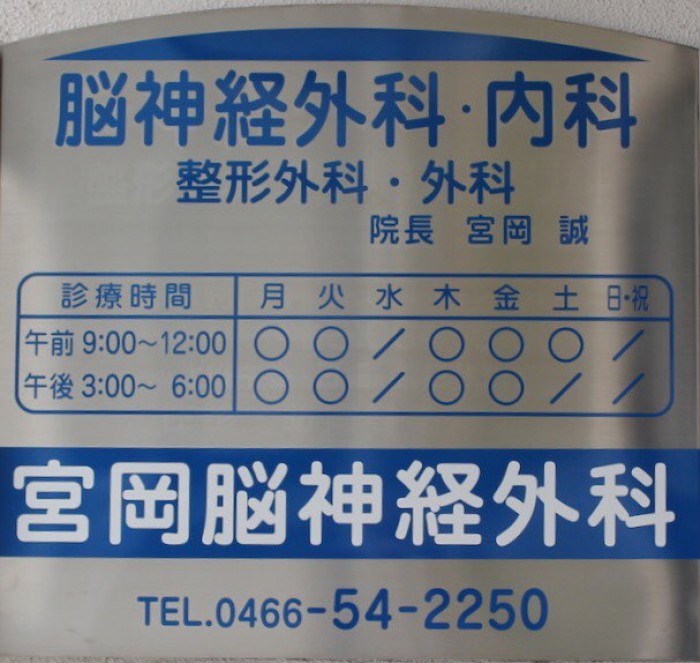 脳神経外科・内科
整形外科・外科
院長 宮岡 誠
診療時間 月 火 水 木 金 土 日・祝
午前 9:00～12:00 ○ ○ ／ ○ ○ ○ ／
午後 3:00～ 6:00 ○ ○ ／ ○ ○ ／ ／
宮岡脳神経外科
TEL.0466-54-2250